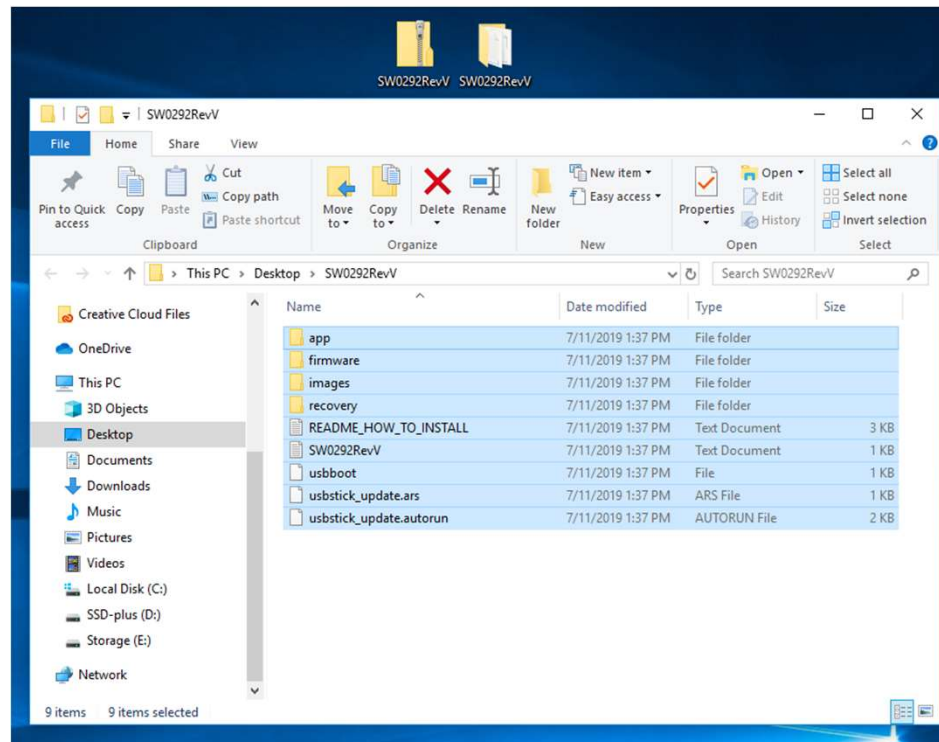 SW0292RevV SW0292RevV
SW0292RevV
File Home Share View
Pin to Quick access
Copy
Paste
Cut
Copy path
Paste shortcut
Move to
Copy to
Delete
Rename
New folder
New item
Easy access
Properties
Open
Edit
History
Select all
Select none
Invert selection
Clipboard Organize New Open Select
This PC > Desktop > SW0292RevV
Search SW0292RevV
Creative Cloud Files
OneDrive
This PC
3D Objects
Desktop
Documents
Downloads
Music
Pictures
Videos
Local Disk (C:)
SSD-plus (D:)
Storage (E:)
Network
Name Date modified Type Size
app 7/11/2019 1:37 PM File folder
firmware 7/11/2019 1:37 PM File folder
images 7/11/2019 1:37 PM File folder
recovery 7/11/2019 1:37 PM File folder
README_HOW_TO_INSTALL 7/11/2019 1:37 PM Text Document 3 KB
SW0292RevV 7/11/2019 1:37 PM Text Document 1 KB
usbboot 7/11/2019 1:37 PM File 1 KB
usbstick_update.ars 7/11/2019 1:37 PM ARS File 1 KB
usbstick_update.autorun 7/11/2019 1:37 PM AUTORUN File 2 KB
9 items 9 items selected